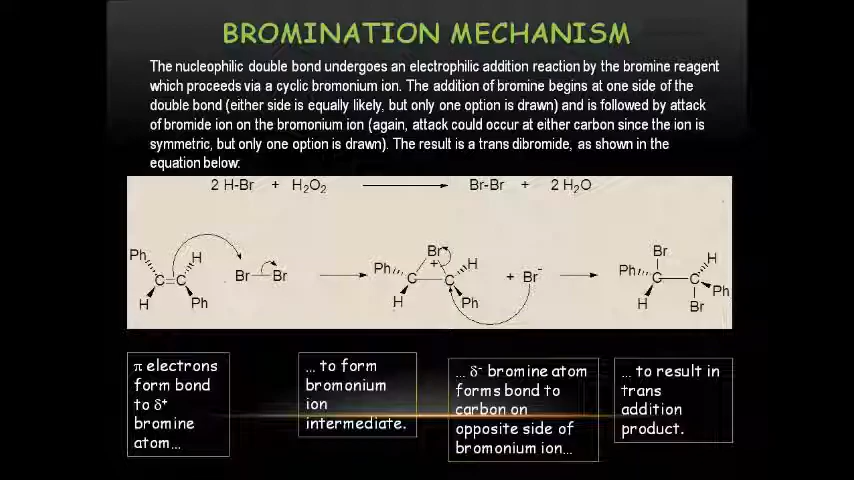 BROMINATION MECHANISM
The nucleophilic double bond undergoes an electrophilic addition reaction by the bromine reagent
which proceeds via a cyclic bromonium ion. The addition of bromine begins at one side of the
double bond (either side is equally likely, but only one option is drawn) and is followed by attack
of bromide ion on the bromonium ion (again, attack could occur at either carbon since the ion is
symmetric, but only one option is drawn). The result is a trans dibromide, as shown in the
equation below:
2 H-Br + H₂O₂ Br-Br + 2 H₂O
Ph H C=C H Ph
Br—Br
Br + Ph H C C H Ph
+ Br⁻
Br H Ph C C H Ph Br
π electrons
form bond
to δ⁺
bromine
atom…
… to form
bromonium
ion
intermediate.
… δ⁻ bromine atom
forms bond to
carbon on
opposite side of
bromonium ion…
… to result in
trans
addition
product.